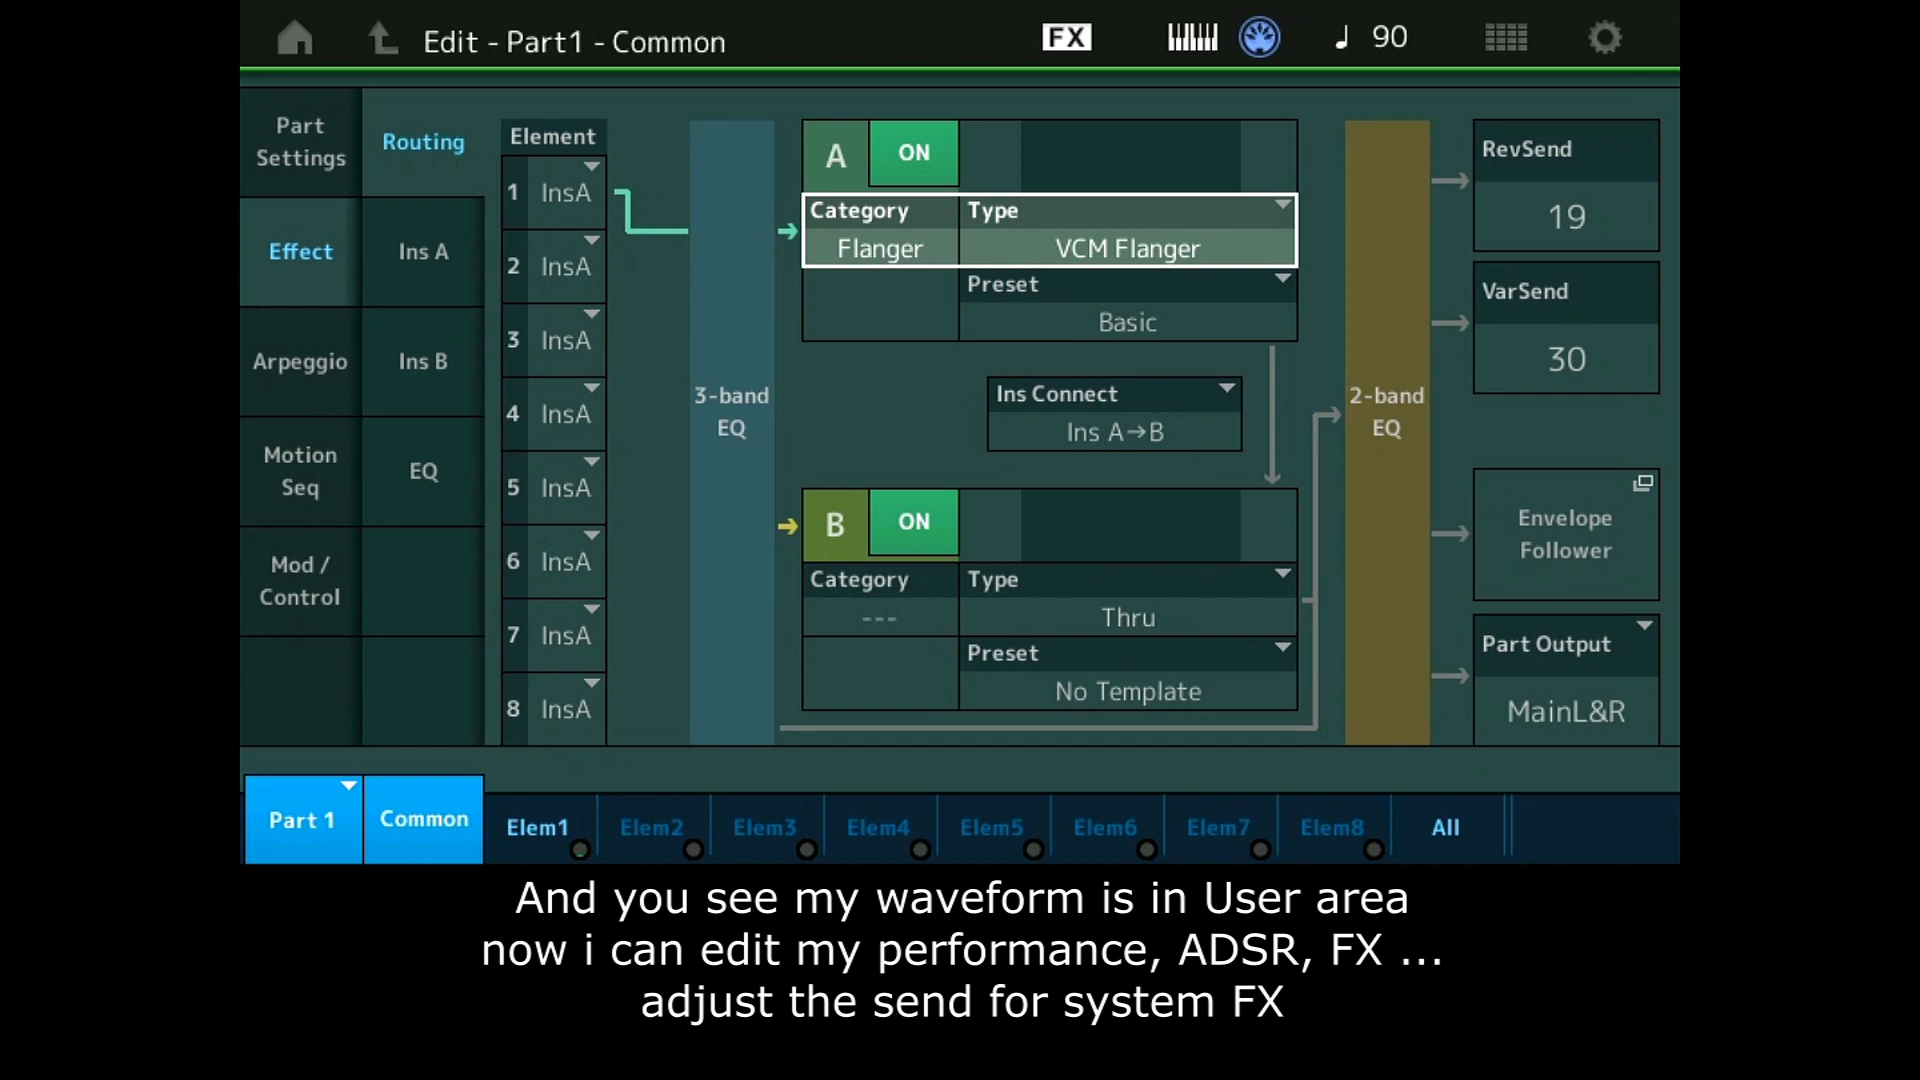 Edit - Part1 - Common
FX
90
Part
Settings
Effect
Arpeggio
Motion
Seq
Mod /
Control
Routing
Ins A
Ins B
EQ
Element
1 InsA
2 InsA
3 InsA
4 InsA
5 InsA
6 InsA
7 InsA
8 InsA
3-band
EQ
A ON
Category Type
Flanger VCM Flanger
Preset
Basic
Ins Connect
Ins A→B
B ON
Category Type
--- Thru
Preset
No Template
2-band
EQ
RevSend
19
VarSend
30
Envelope
Follower
Part Output
MainL&R
Part 1 Common Elem1 Elem2 Elem3 Elem4 Elem5 Elem6 Elem7 Elem8 All
And you see my waveform is in User area
now i can edit my performance, ADSR, FX ...
adjust the send for system FX